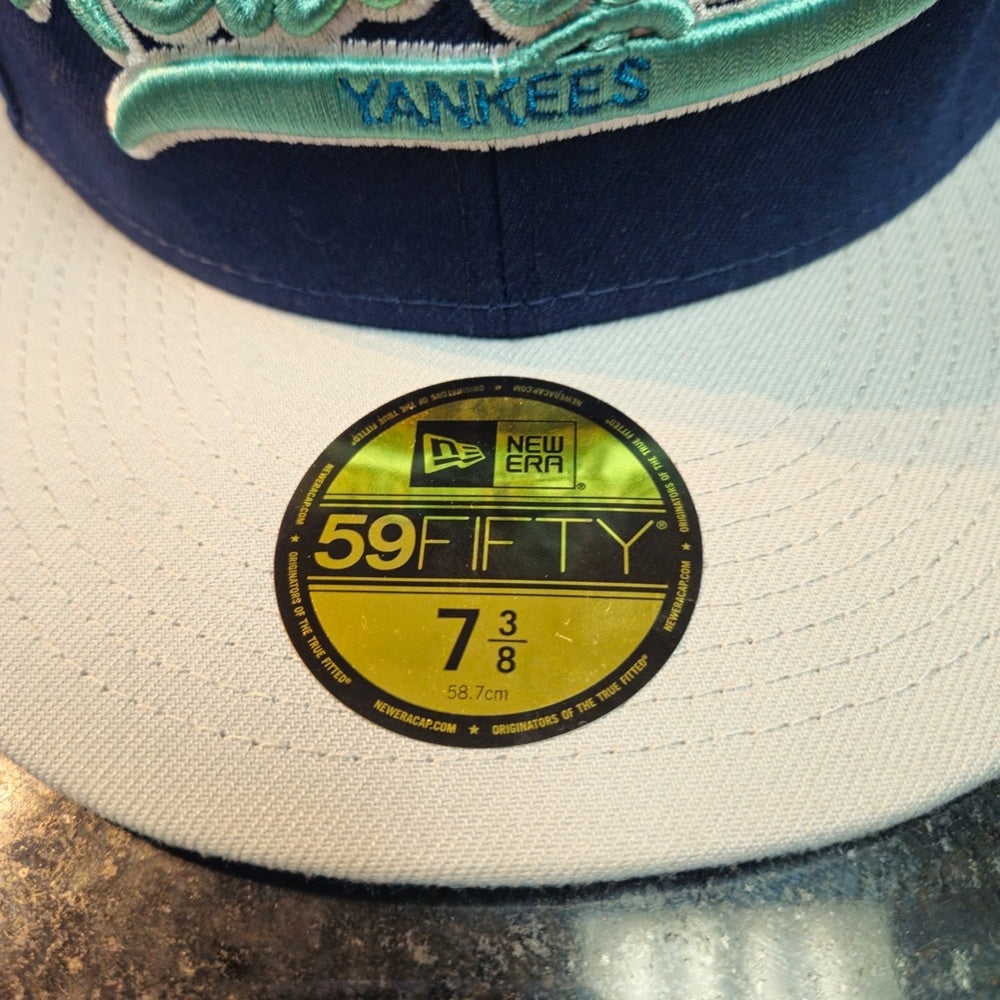 YANKEES
NEW
ERA®
59FIFTY®
7 3/8
58.7cm
NEWERACAP.COM ★ ORIGINATORS OF THE TRUE FITTED® ★ NEWERACAP.COM ★ ORIGINATORS OF THE TRUE FITTED® ★ NEWERACAP.COM ★ ORIGINATORS OF THE TRUE FITTED® ★ NEWERACAP.COM ★ ORIGINATORS OF THE TRUE FITTED®